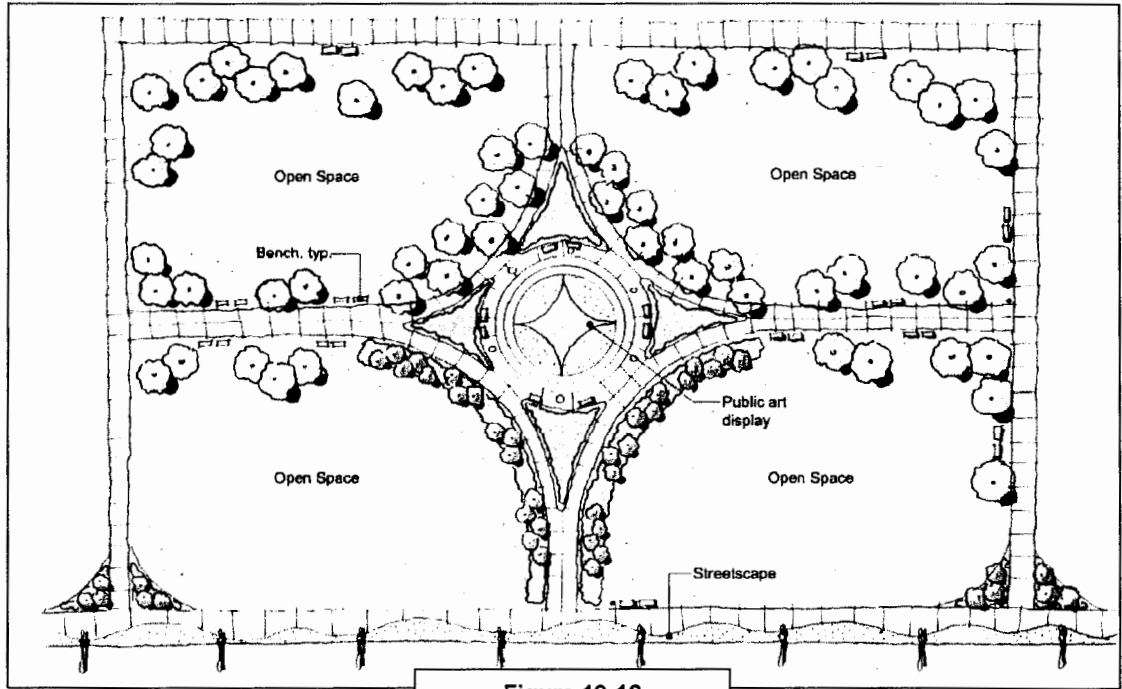 Open Space
Open Space
Bench, typ.
Public art
display
Open Space
Open Space
Streetscape